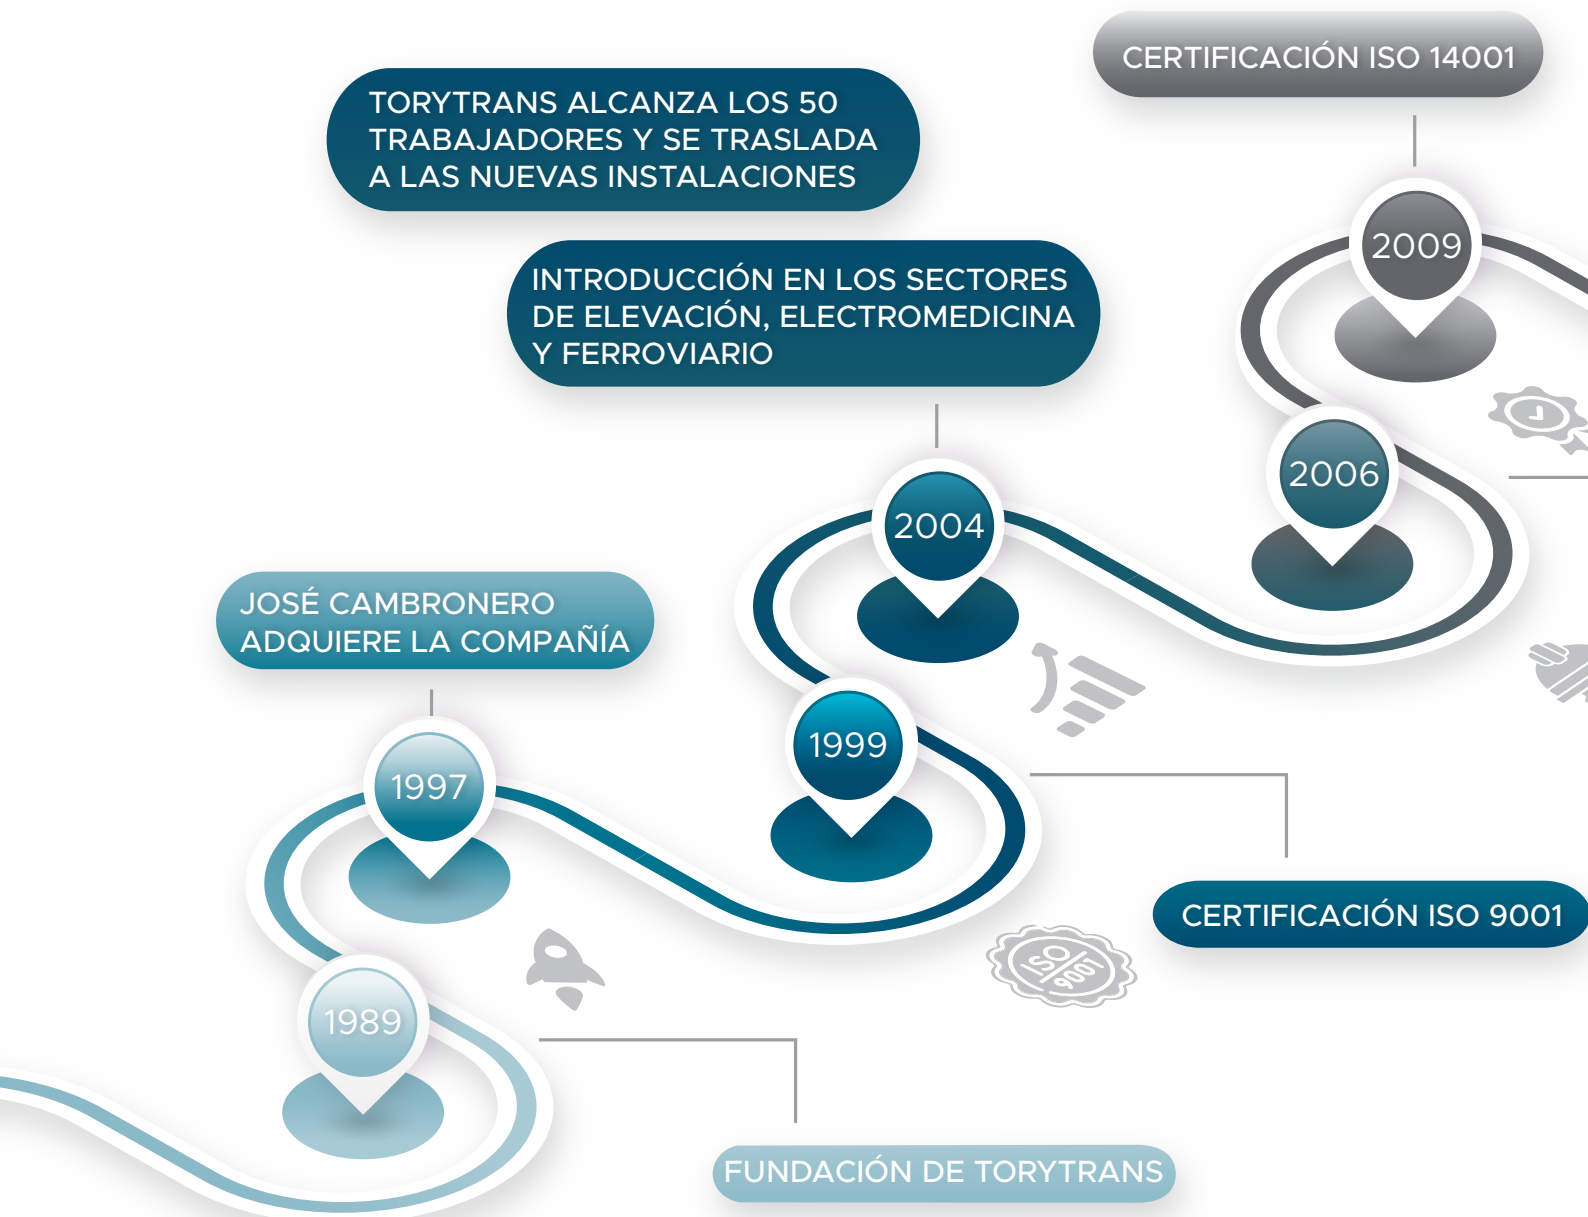 CERTIFICACIÓN ISO 14001
TORYTRANS ALCANZA LOS 50
TRABAJADORES Y SE TRASLADA
A LAS NUEVAS INSTALACIONES
2009
INTRODUCCIÓN EN LOS SECTORES
DE ELEVACIÓN, ELECTROMEDICINA
Y FERROVIARIO
2006
2004
JOSÉ CAMBRONERO
ADQUIERE LA COMPAÑÍA
1999
1997
CERTIFICACIÓN ISO 9001
ISO
9001
1989
FUNDACIÓN DE TORYTRANS